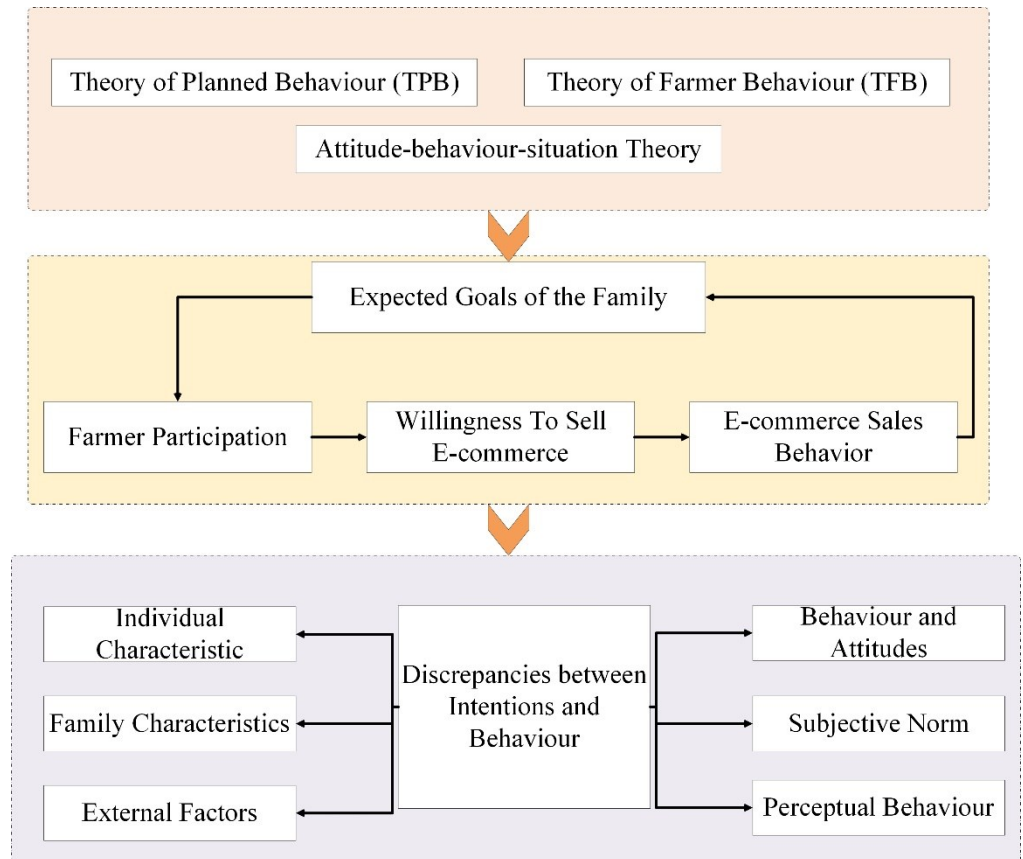 Theory of Planned Behaviour (TPB)
Theory of Farmer Behaviour (TFB)
Attitude-behaviour-situation Theory
Expected Goals of the Family
Farmer Participation
Willingness To Sell
E-commerce
E-commerce Sales
Behavior
Individual
Characteristic
Family Characteristics
External Factors
Discrepancies between
Intentions and
Behaviour
Behaviour and
Attitudes
Subjective Norm
Perceptual Behaviour